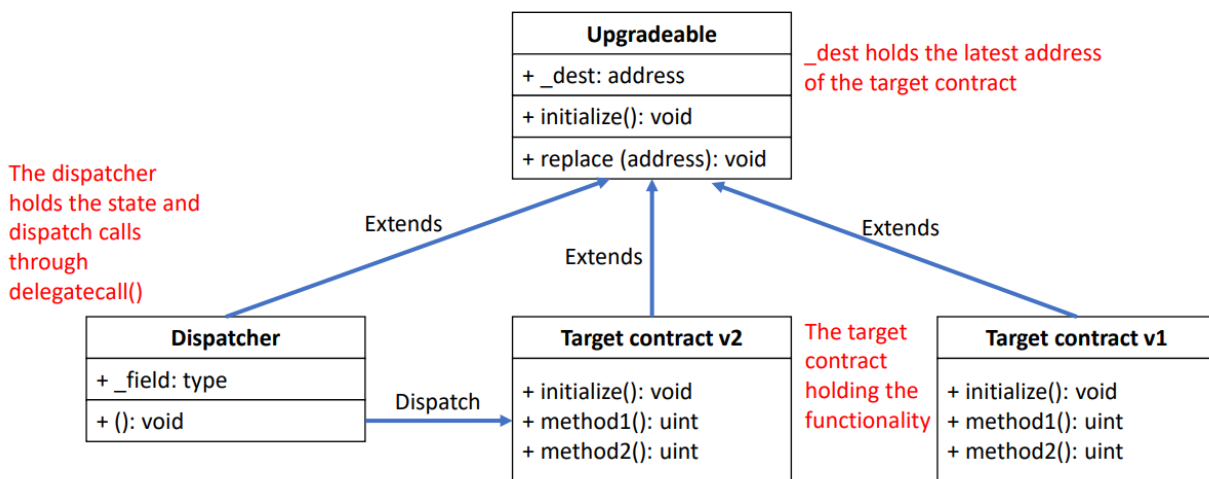 Upgradeable
+ _dest: address
+ initialize(): void
+ replace (address): void
_dest holds the latest address
of the target contract
The dispatcher
holds the state and
dispatch calls
through
delegatecall()
Extends
Extends
Extends
Dispatcher
+ _field: type
+ (): void
Dispatch
Target contract v2
+ initialize(): void
+ method1(): uint
+ method2(): uint
The target
contract
holding the
functionality
Target contract v1
+ initialize(): void
+ method1(): uint
+ method2(): uint